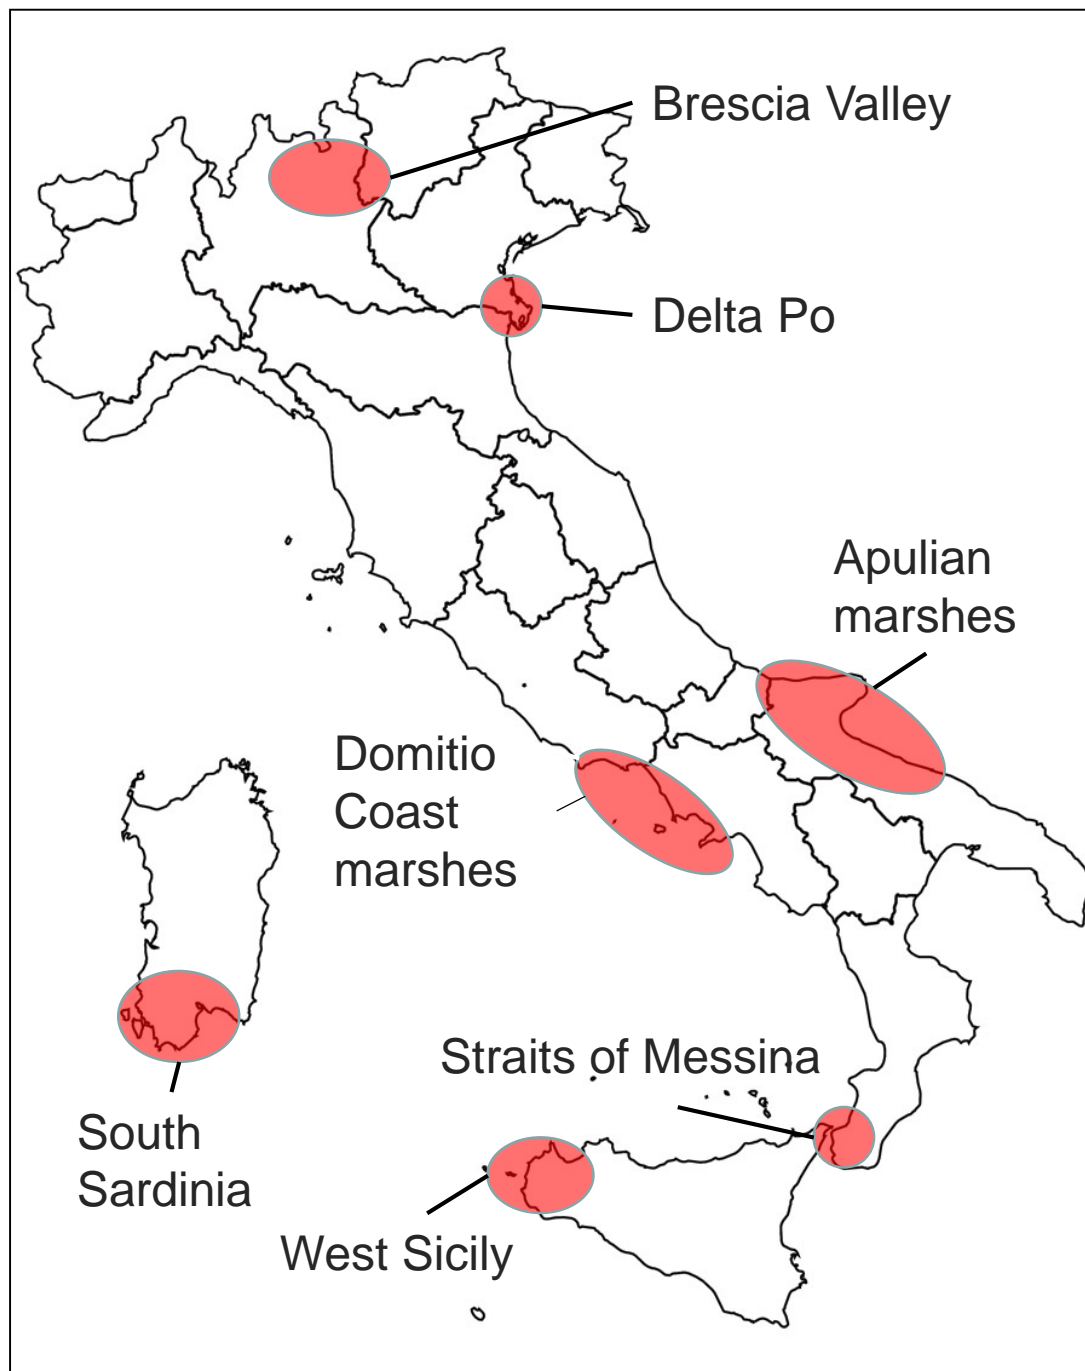 Brescia Valley
Delta Po
Apulian
marshes
Domitio
Coast
marshes
Straits of Messina
South
Sardinia
West Sicily